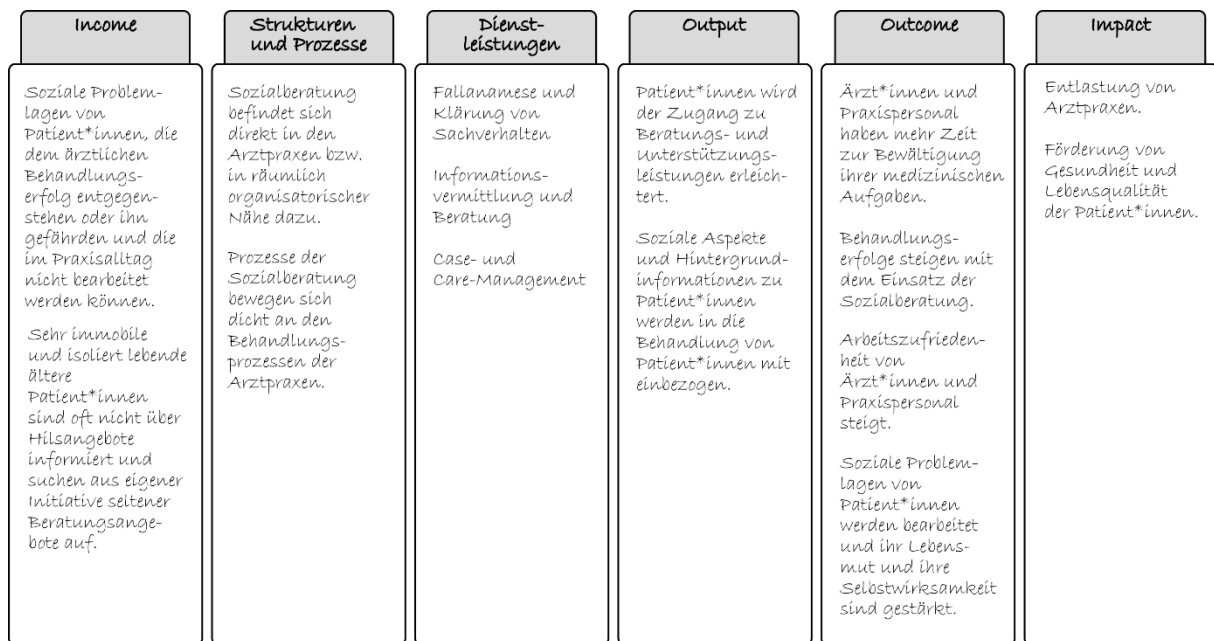 Income
Soziale Problem-
lagen von
Patient*innen, die
dem ärztlichen
Behandlungs-
erfolg entgegen-
stehen oder ihn
gefährden und die
im Praxisalltag
nicht bearbeitet
werden können.
Sehr immobile
und isoliert lebende
ältere
Patient*innen
sind oft nicht über
Hilsangebote
informiert und
suchen aus eigener
Initiative seltener
Beratungsange-
bote auf.
Strukturen
und Prozesse
Sozialberatung
befindet sich
direkt in den
Arztpraxen bzw.
in räumlich
organisatorischer
Nähe dazu.
Prozesse der
Sozialberatung
bewegen sich
dicht an den
Behandlungs-
prozessen der
Arztpraxen.
Dienst-
leistungen
Fallanamese und
Klärung von
Sachverhalten
Informations-
vermittlung und
Beratung
Case- und
Care-Management
Output
Patient*innen wird
der Zugang zu
Beratungs- und
Unterstützungs-
leistungen erleich-
tert.
Soziale Aspekte
und Hintergrund-
informationen zu
Patient*innen
werden in die
Behandlung von
Patient*innen mit
einbezogen.
Outcome
Ärzt*innen und
Praxispersonal
haben mehr Zeit
zur Bewältigung
ihrer medizinischen
Aufgaben.
Behandlungs-
erfolge steigen mit
dem Einsatz der
Sozialberatung.
Arbeitszufrieden-
heit von
Ärzt*innen und
Praxispersonal
steigt.
Soziale Problem-
lagen von
Patient*innen
werden bearbeitet
und ihr Lebens-
mut und ihre
Selbstwirksamkeit
sind gestärkt.
Impact
Entlastung von
Arztpraxen.
Förderung von
Gesundheit und
Lebensqualität
der Patient*innen.